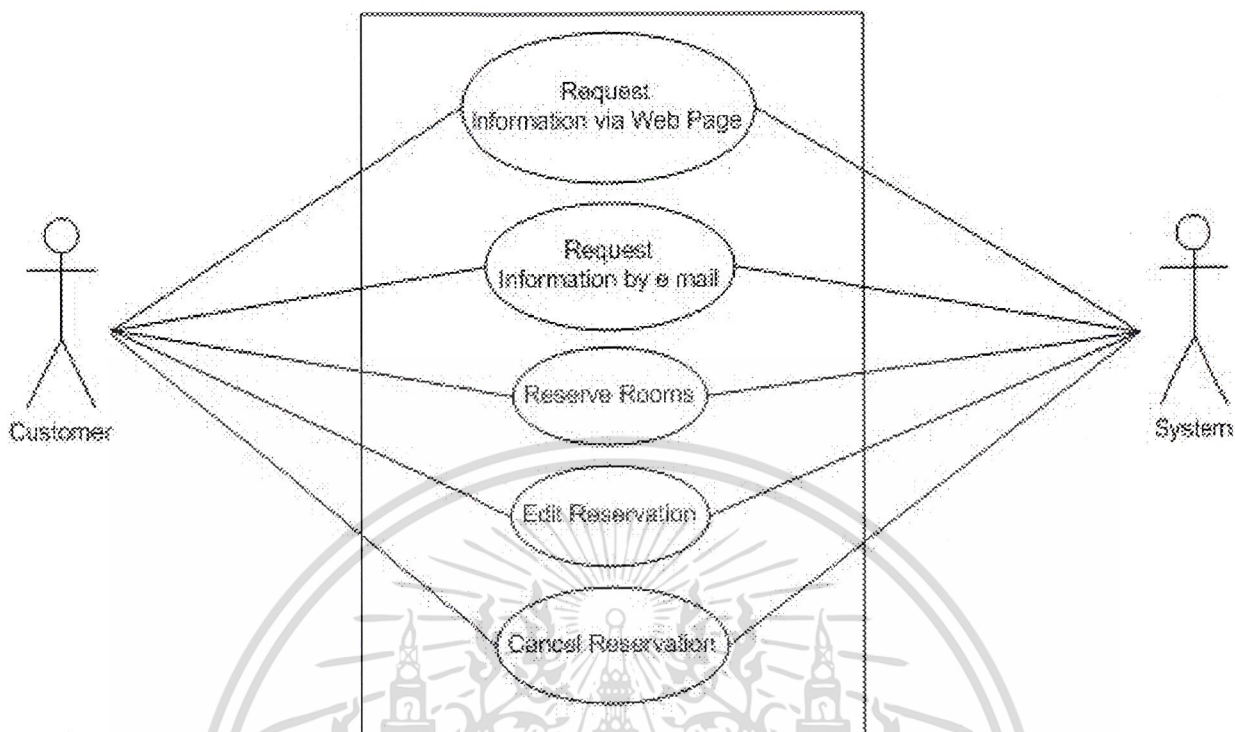 Request
Information via Web Page
Request
Information by e mail
Reserve Rooms
Edit Reservation
Cancel Reservation
Customer
System